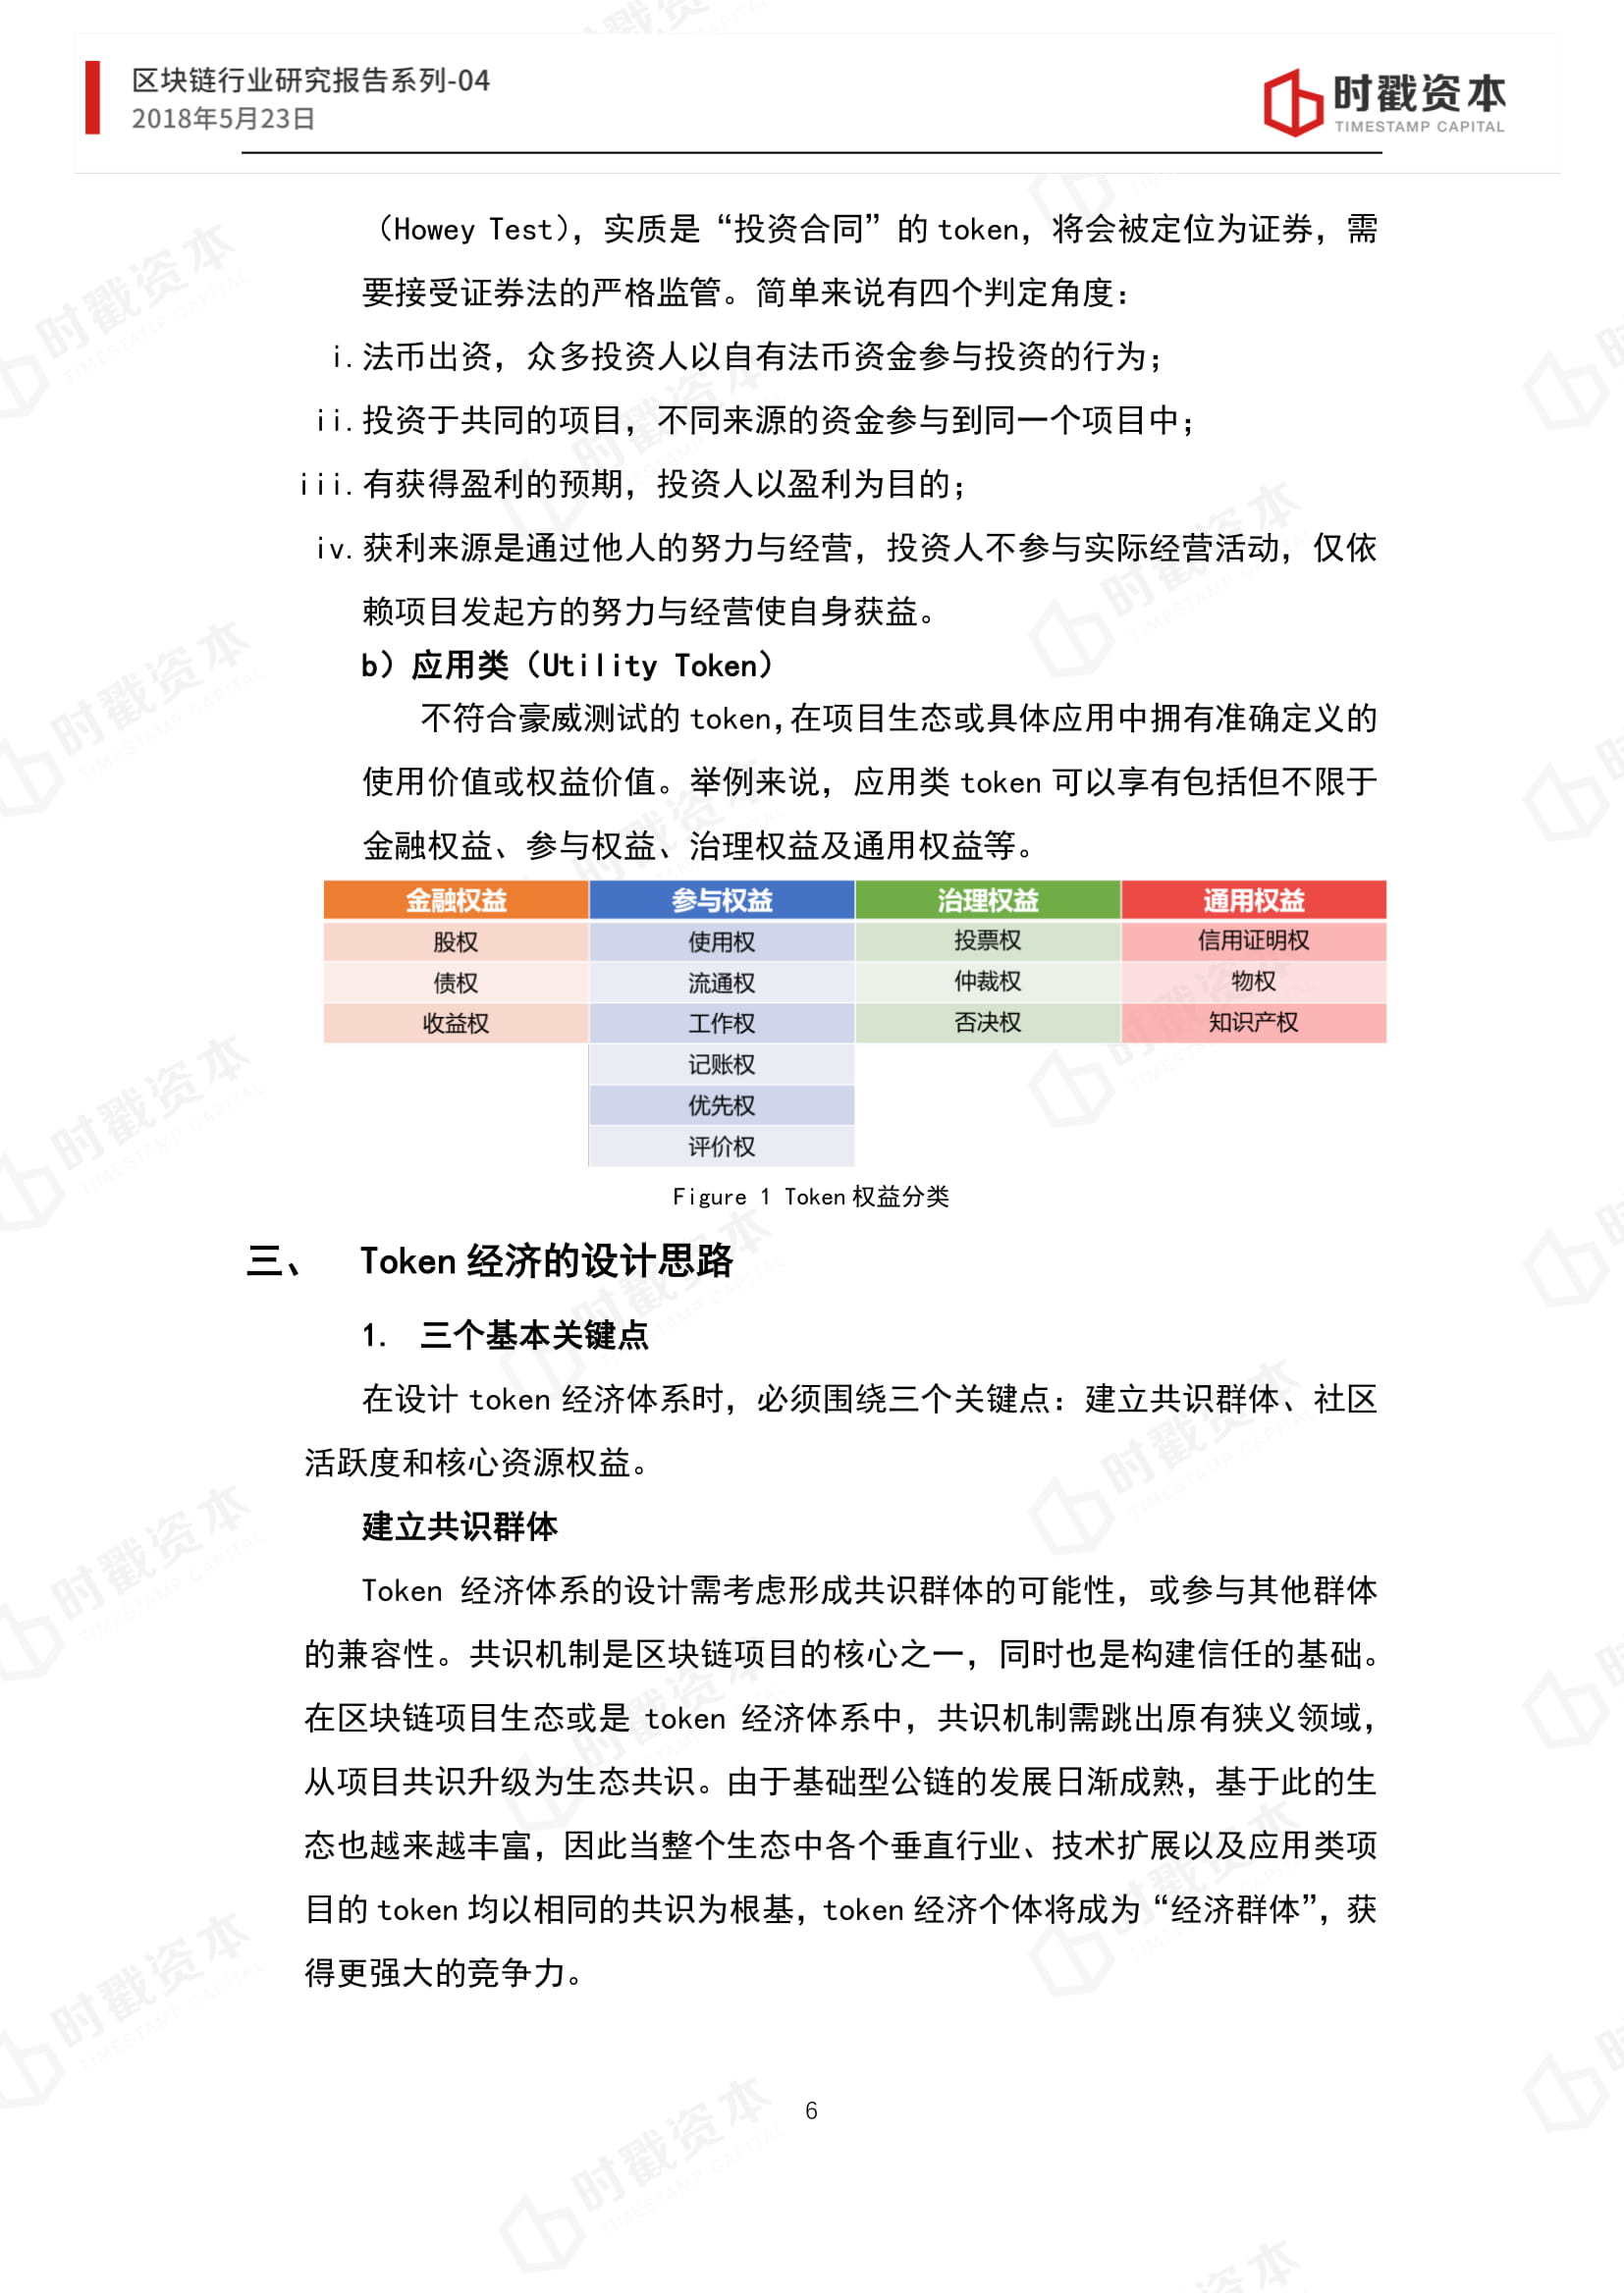 区块链行业研究报告系列-04
2018年5月23日
时戳资本
TIMESTAMP CAPITAL
（Howey Test），实质是“投资合同”的 token，将会被定位为证券，需
要接受证券法的严格监管。简单来说有四个判定角度：
i. 法币出资，众多投资人以自有法币资金参与投资的行为；
ii. 投资于共同的项目，不同来源的资金参与到同一个项目中；
iii. 有获得盈利的预期，投资人以盈利为目的；
iv. 获利来源是通过他人的努力与经营，投资人不参与实际经营活动，仅依
赖项目发起方的努力与经营使自身获益。
b）应用类（Utility Token）
不符合豪威测试的 token，在项目生态或具体应用中拥有准确定义的
使用价值或权益价值。举例来说，应用类 token 可以享有包括但不限于
金融权益、参与权益、治理权益及通用权益等。
金融权益 参与权益 治理权益 通用权益
股权 使用权 投票权 信用证明权
债权 流通权 仲裁权 物权
收益权 工作权 否决权 知识产权
记账权
优先权
评价权
Figure 1 Token 权益分类
三、 Token 经济的设计思路
1. 三个基本关键点
在设计 token 经济体系时，必须围绕三个关键点：建立共识群体、社区
活跃度和核心资源权益。
建立共识群体
Token 经济体系的设计需考虑形成共识群体的可能性，或参与其他群体
的兼容性。共识机制是区块链项目的核心之一，同时也是构建信任的基础。
在区块链项目生态或是 token 经济体系中，共识机制需跳出原有狭义领域，
从项目共识升级为生态共识。由于基础型公链的发展日渐成熟，基于此的生
态也越来越丰富，因此当整个生态中各个垂直行业、技术扩展以及应用类项
目的 token 均以相同的共识为根基，token 经济个体将成为“经济群体”，获
得更强大的竞争力。
6